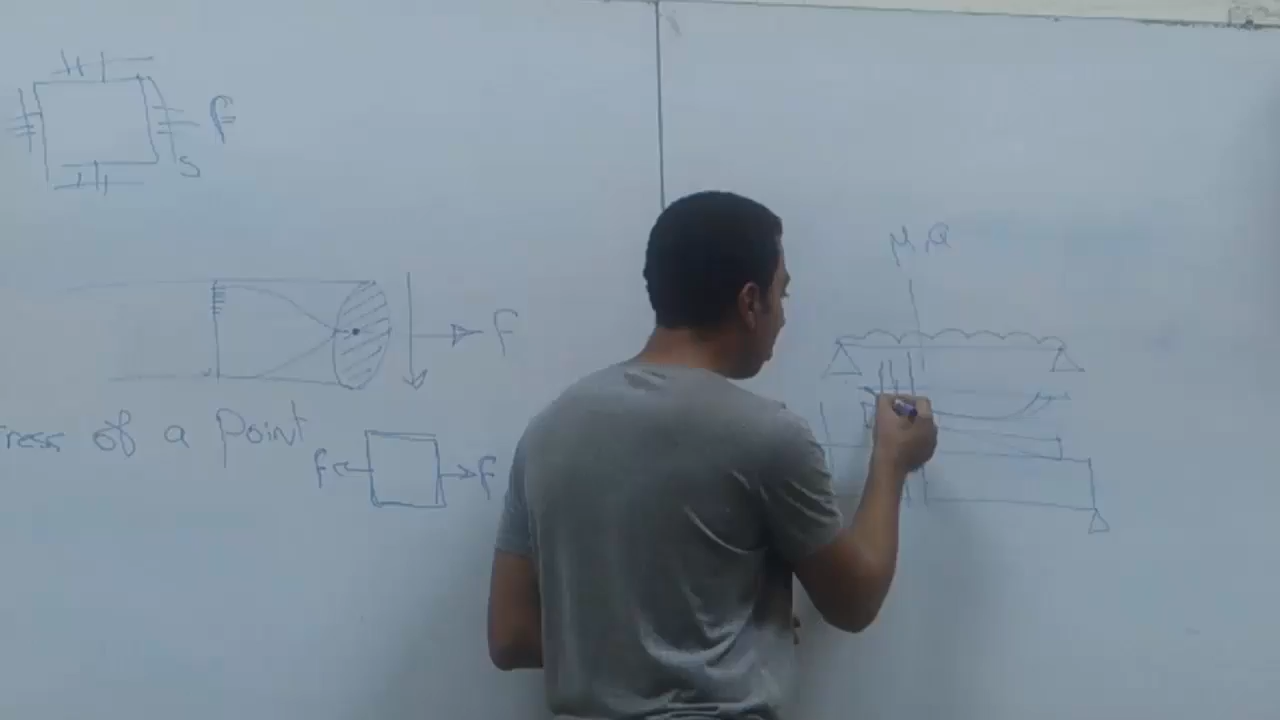 F
S
M, Q
F
ress of a Point
F F